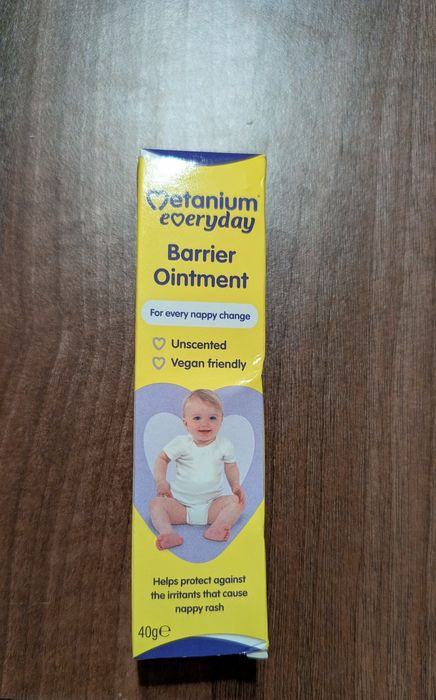 Metanium
everyday
Barrier
Ointment
For every nappy change
Unscented
Vegan friendly
Helps protect against
the irritants that cause
nappy rash
40g℮